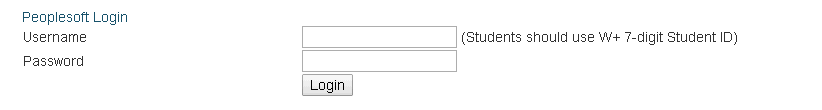 Peoplesoft Login
Username (Students should use W+ 7-digit Student ID)
Password
Login